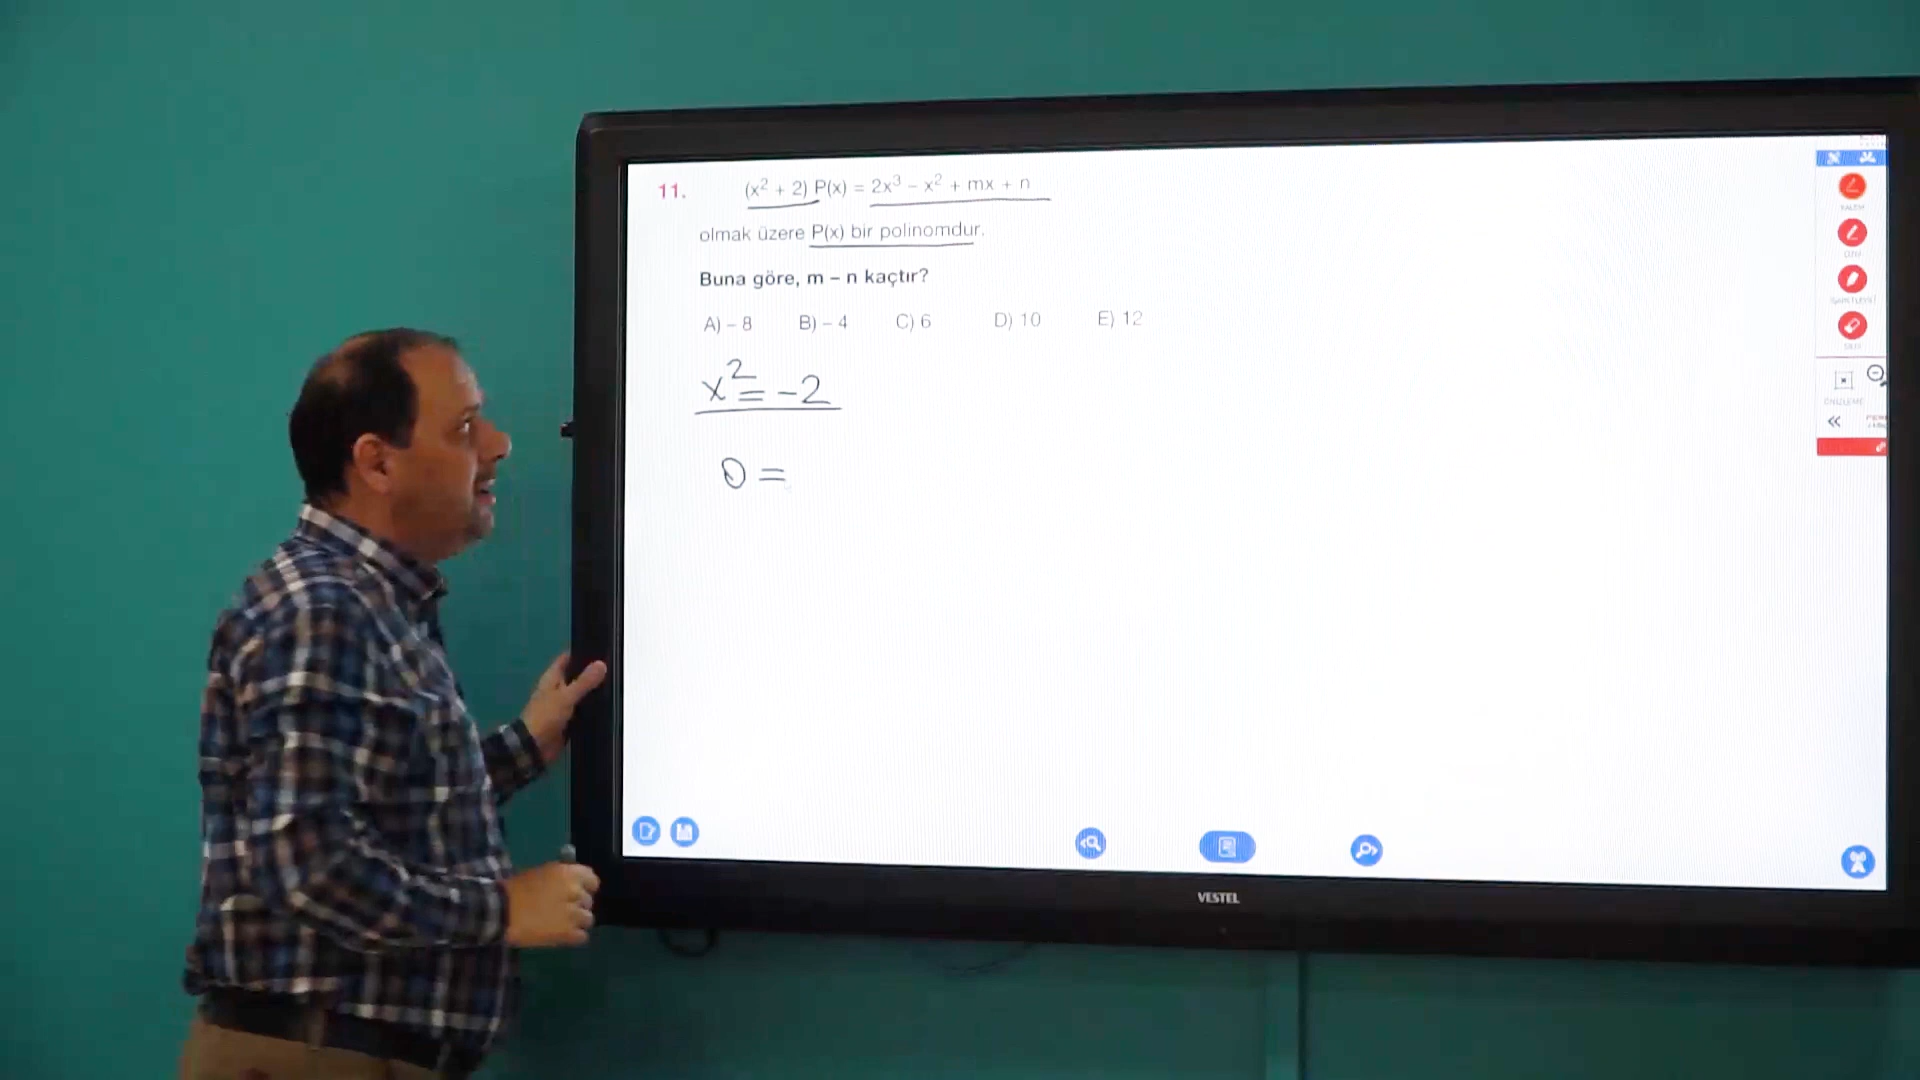 11. (x² + 2) P(x) = 2x³ – x² + mx + n
olmak üzere P(x) bir polinomdur.
Buna göre, m – n kaçtır?
A) – 8 B) – 4 C) 6 D) 10 E) 12
x² = -2
0 =
VESTEL